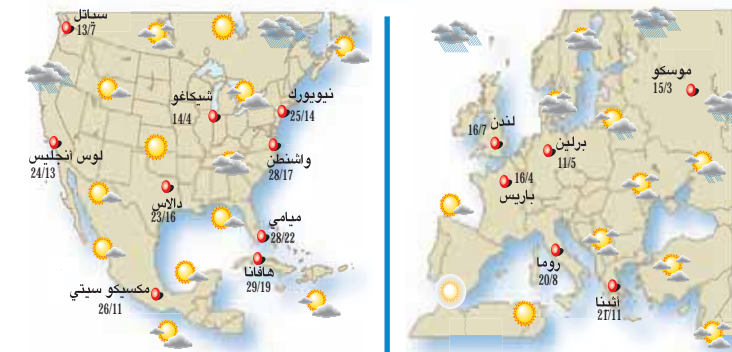 سياتل
13/7
شيكاغو
14/4
نيويورك
25/14
واشنطن
28/17
لوس أنجليس
24/13
دالاس
23/16
ميامي
28/22
هافانا
29/19
مكسيكو سيتي
26/11
موسكو
15/3
لندن
16/7
برلين
11/5
16/4
باريس
روما
20/8
أثينا
21/11